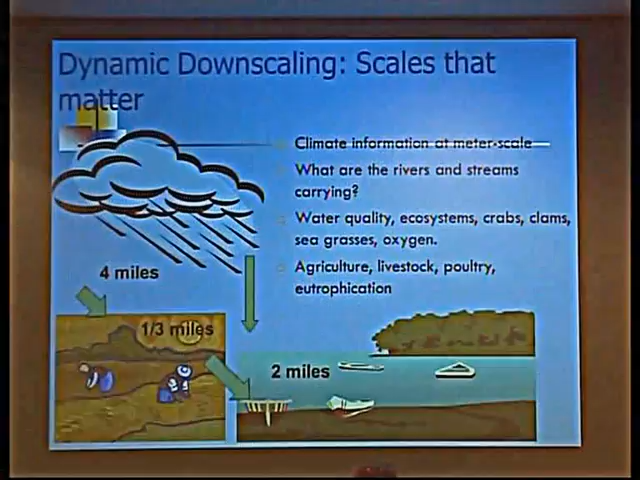 Dynamic Downscaling: Scales that
matter
Climate information at meter-scale
What are the rivers and streams
carrying?
Water quality, ecosystems, crabs, clams,
sea grasses, oxygen.
Agriculture, livestock, poultry,
eutrophication
4 miles
1/3 miles
2 miles